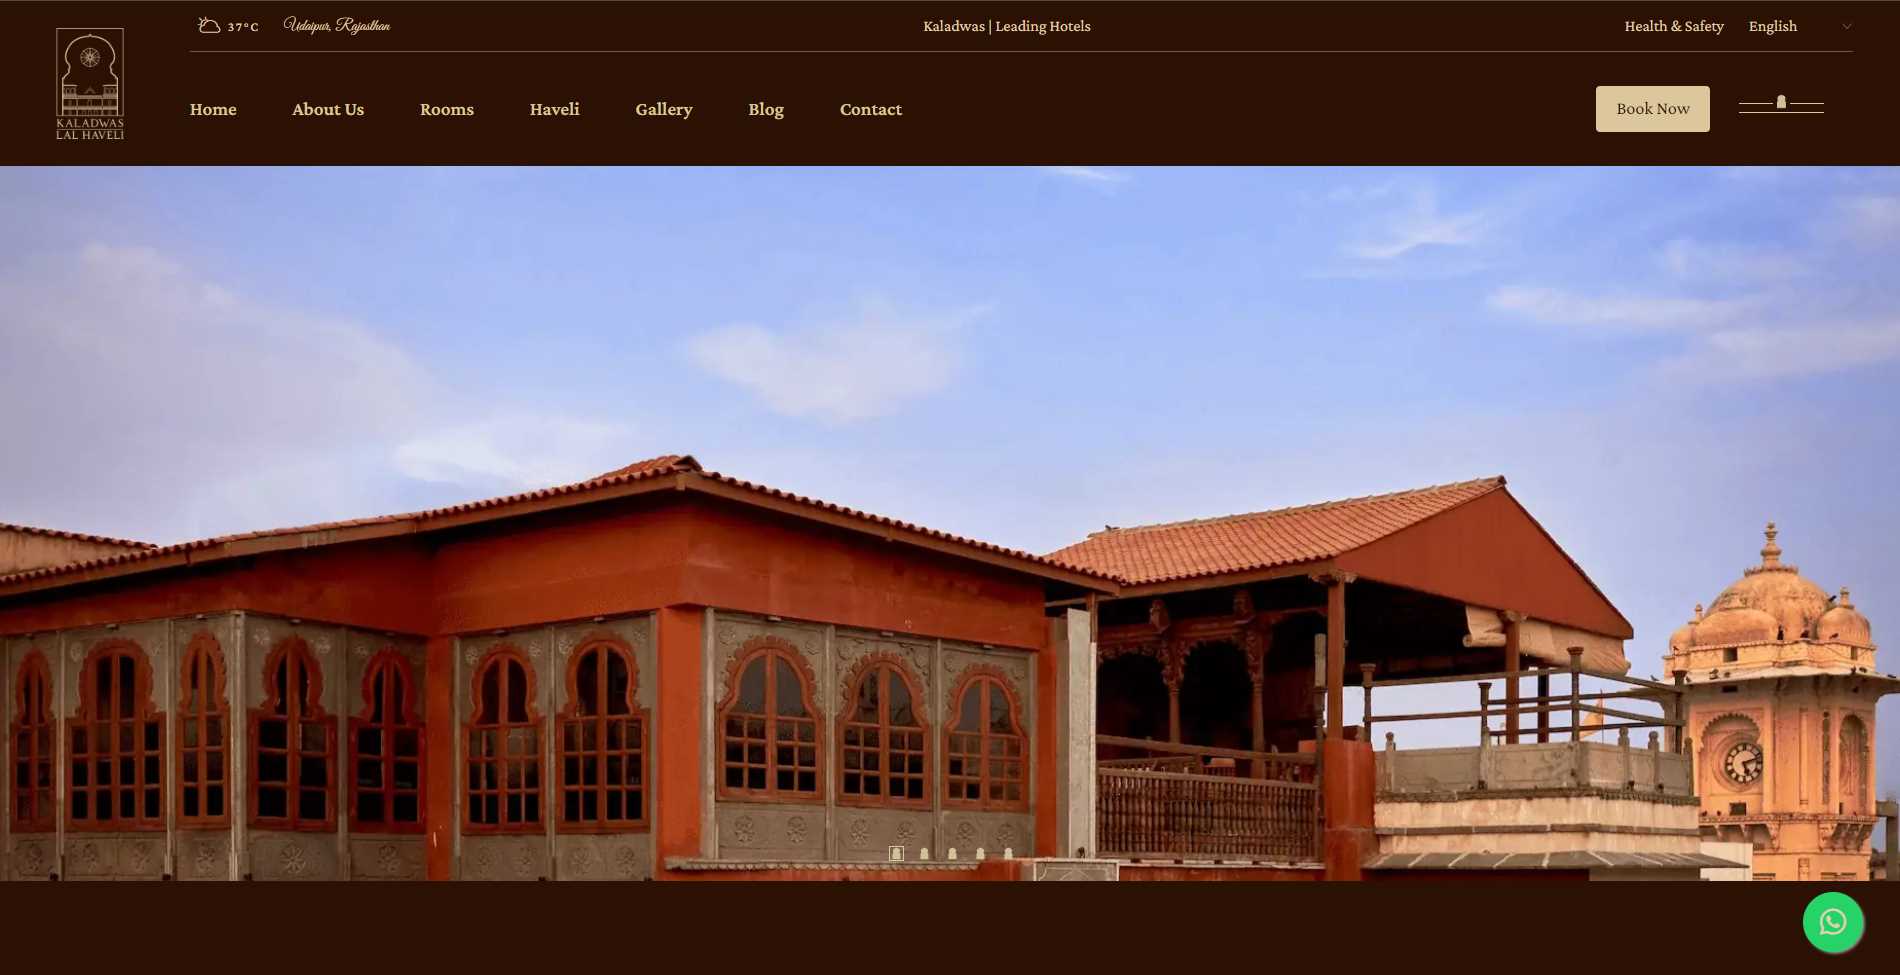 37°C
Udaipur, Rajasthan
Kaladwas | Leading Hotels
Health & Safety
English
KALADWAS
LAL HAVELI
Home
About Us
Rooms
Haveli
Gallery
Blog
Contact
Book Now